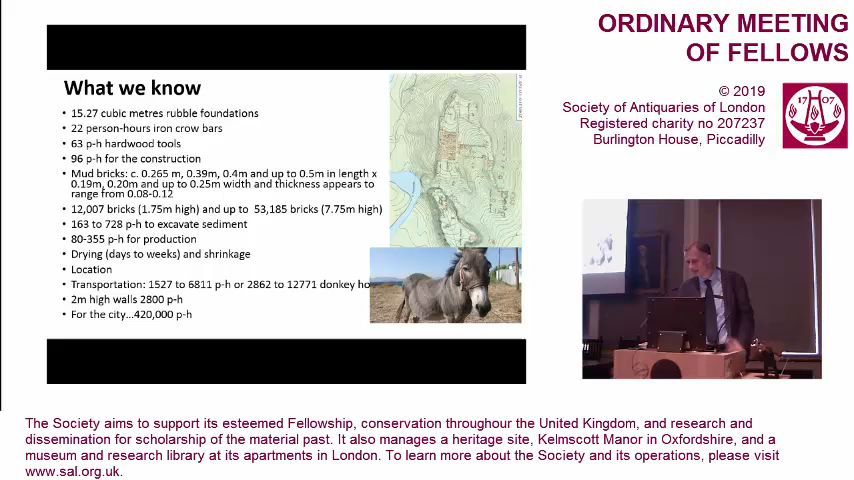 ORDINARY MEETING
OF FELLOWS
© 2019
Society of Antiquaries of London
Registered charity no 207237
Burlington House, Piccadilly
17 07
What we know
• 15.27 cubic metres rubble foundations
• 22 person-hours iron crow bars
• 63 p-h hardwood tools
• 96 p-h for the construction
• Mud bricks: c. 0.265 m, 0.39m, 0.4m and up to 0.5m in length x
0.19m, 0.20m and up to 0.25m width and thickness appears to
range from 0.08-0.12
• 12,007 bricks (1.75m high) and up to 53,185 bricks (7.75m high)
• 163 to 728 p-h to excavate sediment
• 80-355 p-h for production
• Drying (days to weeks) and shrinkage
• Location
• Transportation: 1527 to 6811 p-h or 2862 to 12771 donkey ho
• 2m high walls 2800 p-h
• For the city...420,000 p-h
The Society aims to support its esteemed Fellowship, conservation throughour the United Kingdom, and research and
dissemination for scholarship of the material past. It also manages a heritage site, Kelmscott Manor in Oxfordshire, and a
museum and research library at its apartments in London. To learn more about the Society and its operations, please visit
www.sal.org.uk.